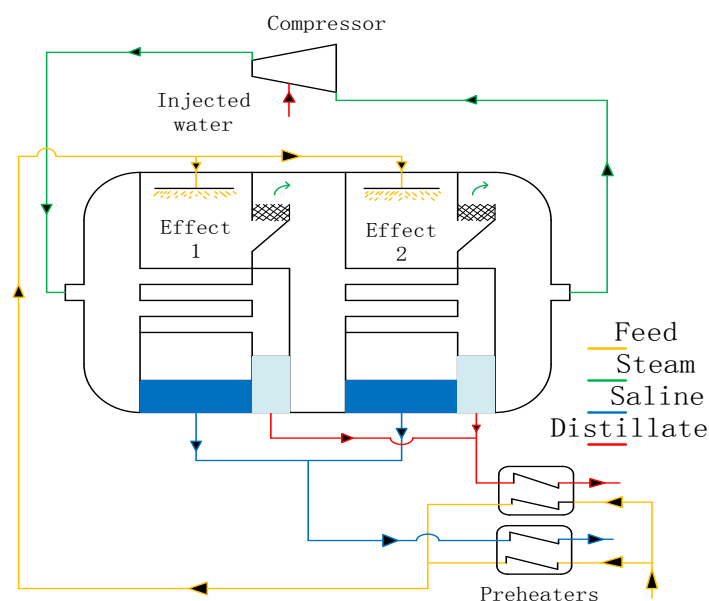 Compressor
Injected
water
Effect
1
Effect
2
Feed
Steam
Saline
Distillate
Preheaters